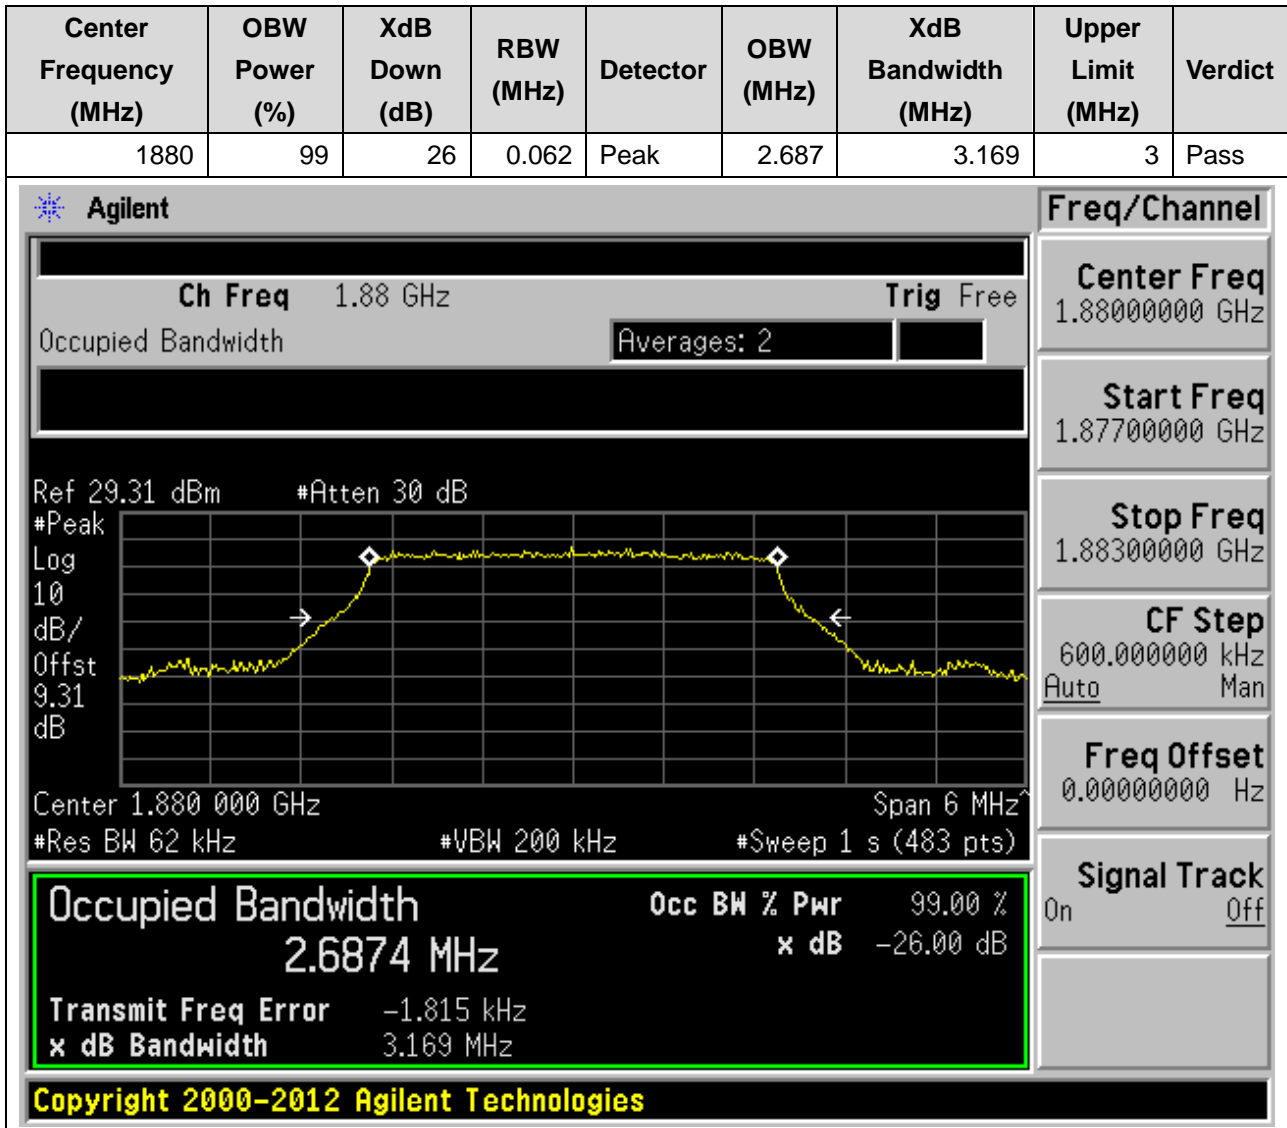 Center Frequency (MHz) OBW Power (%) XdB Down (dB) RBW (MHz) Detector OBW (MHz) XdB Bandwidth (MHz) Upper Limit (MHz) Verdict
1880 99 26 0.062 Peak 2.687 3.169 3 Pass
Agilent
Freq/Channel
Ch Freq 1.88 GHz Trig Free
Occupied Bandwidth Averages: 2
Center Freq
1.88000000 GHz
Start Freq
1.87700000 GHz
Stop Freq
1.88300000 GHz
CF Step
600.000000 kHz
Auto Man
Freq Offset
0.00000000 Hz
Signal Track
On Off
Ref 29.31 dBm #Atten 30 dB
#Peak
Log
10
dB/
Offst
9.31
dB
Center 1.880 000 GHz Span 6 MHz^
#Res BW 62 kHz #VBW 200 kHz #Sweep 1 s (483 pts)
Occupied Bandwidth Occ BW % Pwr 99.00 %
2.6874 MHz x dB -26.00 dB
Transmit Freq Error -1.815 kHz
x dB Bandwidth 3.169 MHz
Copyright 2000-2012 Agilent Technologies